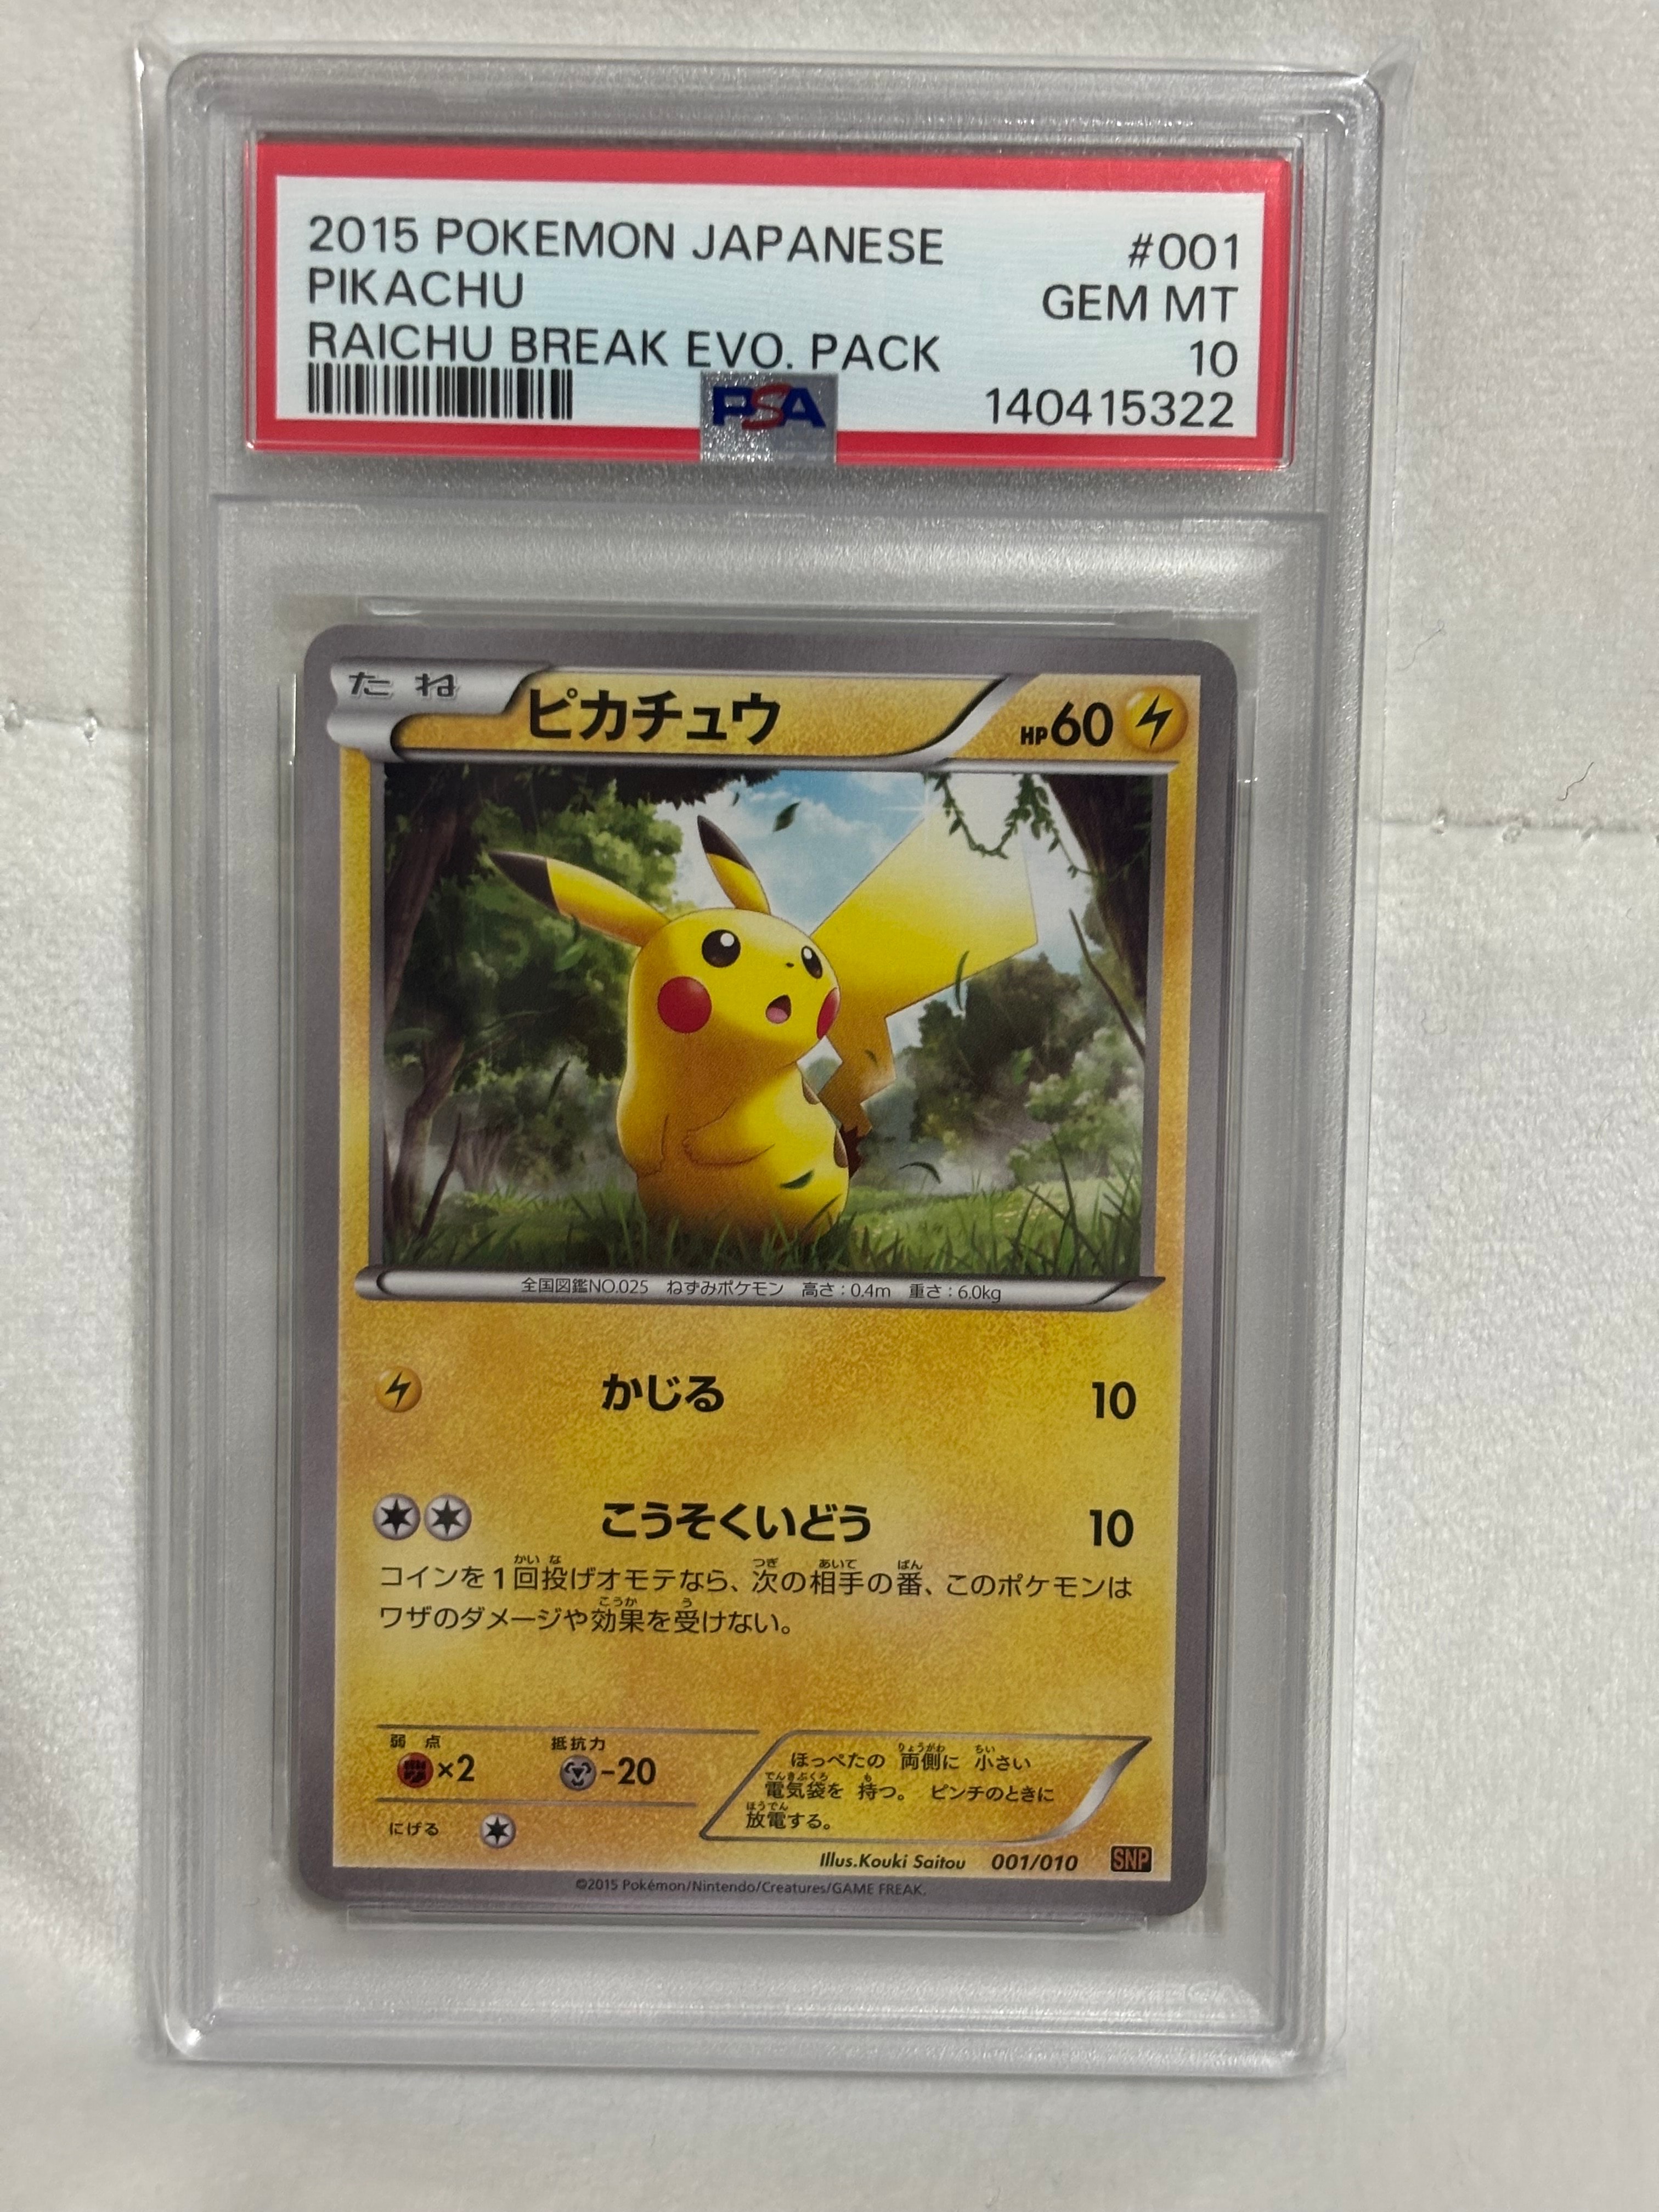 2015 POKEMON JAPANESE #001
PIKACHU GEM MT
RAICHU BREAK EVO. PACK 10
PSA 140415322
たね ピカチュウ HP60
全国図鑑NO.025 ねずみポケモン 高さ:0.4m 重さ:6.0kg
かじる 10
こうそくいどう 10
コインを1回投げオモテなら、次の相手の番、このポケモンは
ワザのダメージや効果を受けない。
弱点 抵抗力
×2 -20
にげる
ほっぺたの 両側に 小さい
電気袋を 持つ。 ピンチのときに
放電する。
Illus.Kouki Saitou 001/010 SNP
©2015 Pokémon/Nintendo/Creatures/GAME FREAK.